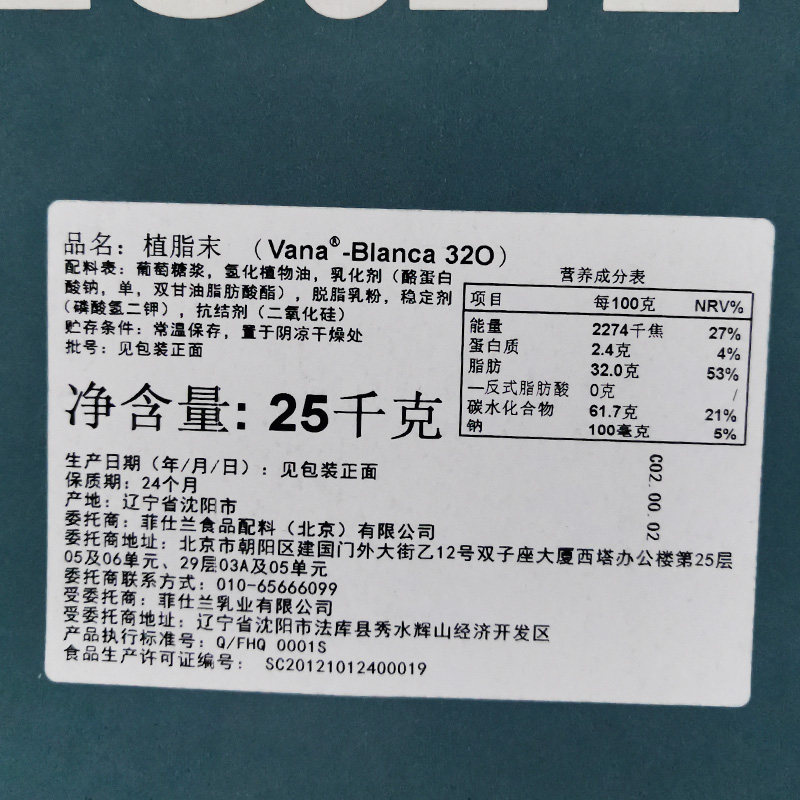 品名：植脂末 （Vana®-Blanca 32O）
配料表：葡萄糖浆，氢化植物油，乳化剂（酪蛋白
酸钠，单，双甘油脂肪酸酯），脱脂乳粉，稳定剂
（磷酸氢二钾），抗结剂（二氧化硅）
贮存条件：常温保存，置于阴凉干燥处
批号：见包装正面
净含量：25千克
营养成分表
项目 每100克 NRV%
能量 2274千焦 27%
蛋白质 2.4克 4%
脂肪 32.0克 53%
—反式脂肪酸 0克 /
碳水化合物 61.7克 21%
钠 100毫克 5%
C02.00.02
生产日期（年/月/日）：见包装正面
保质期：24个月
产地：辽宁省沈阳市
委托商：菲仕兰食品配料（北京）有限公司
委托商地址：北京市朝阳区建国门外大街乙12号双子座大厦西塔办公楼第25层
05及06单元、29层03A及05单元
委托商联系方式：010-65666099
受委托商：菲仕兰乳业有限公司
受委托商地址：辽宁省沈阳市法库县秀水辉山经济开发区
产品执行标准号：Q/FHQ 0001S
食品生产许可证编号： SC20121012400019